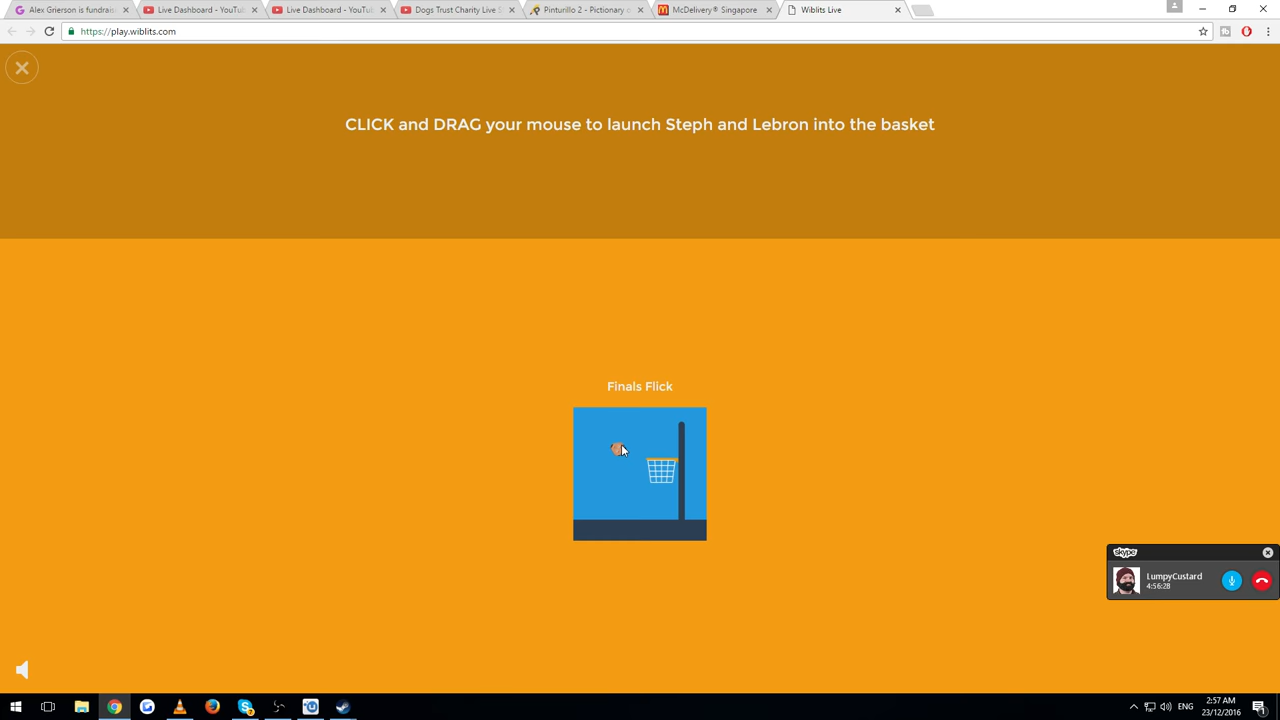 Alex Grierson is fundrais
Live Dashboard - YouTub
Live Dashboard - YouTub
Dogs Trust Charity Live S
Pinturillo 2 - Pictionary o
McDelivery® Singapore
Wiblits Live
https://play.wiblits.com
CLICK and DRAG your mouse to launch Steph and Lebron into the basket
Finals Flick
skype
LumpyCustard
4:56:28
ENG
2:57 AM
23/12/2016